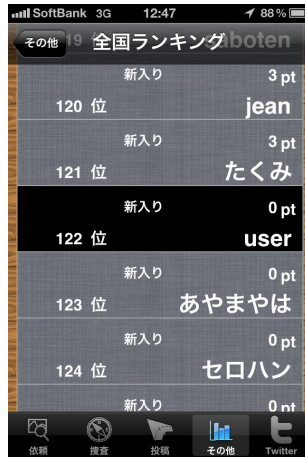 SoftBank 3G 12:47 88%
その他 全国ランキング
19 位 caboten
新入り 3 pt
120 位 jean
新入り 3 pt
121 位 たくみ
新入り 0 pt
122 位 user
新入り 0 pt
123 位 あやまやは
新入り 0 pt
124 位 セロハン
新入り 0 pt
依頼 捜査 投稿 その他 Twitter